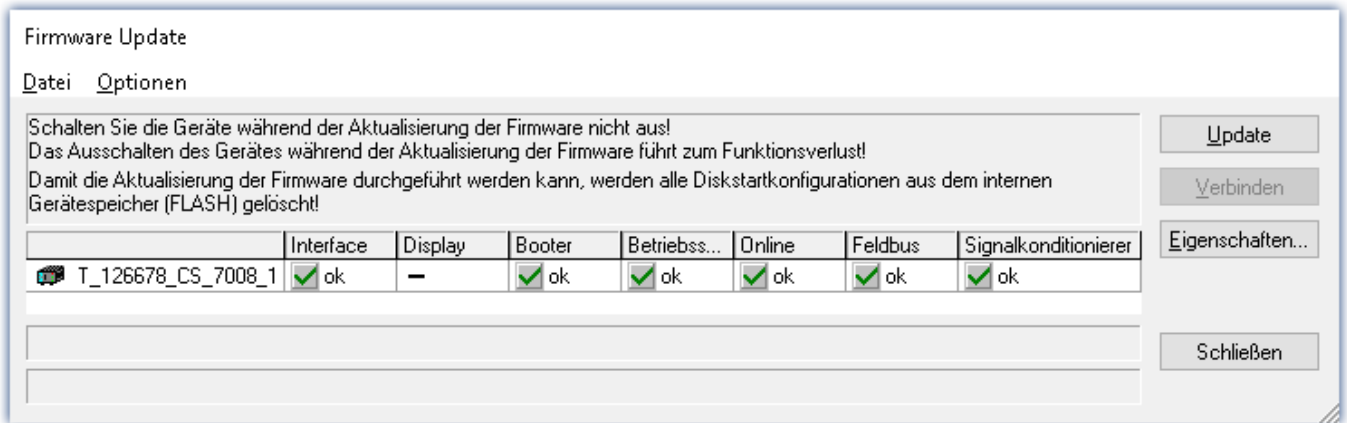 Firmware Update
Datei Optionen
Schalten Sie die Geräte während der Aktualisierung der Firmware nicht aus!
Das Ausschalten des Gerätes während der Aktualisierung der Firmware führt zum Funktionsverlust!
Damit die Aktualisierung der Firmware durchgeführt werden kann, werden alle Diskstartkonfigurationen aus dem internen
Gerätespeicher (FLASH) gelöscht!
Update
Verbinden
Eigenschaften...
Interface Display Booter Betriebss... Online Feldbus Signalkonditionierer
T_126678_CS_7008_1 ok – ok ok ok ok ok
Schließen